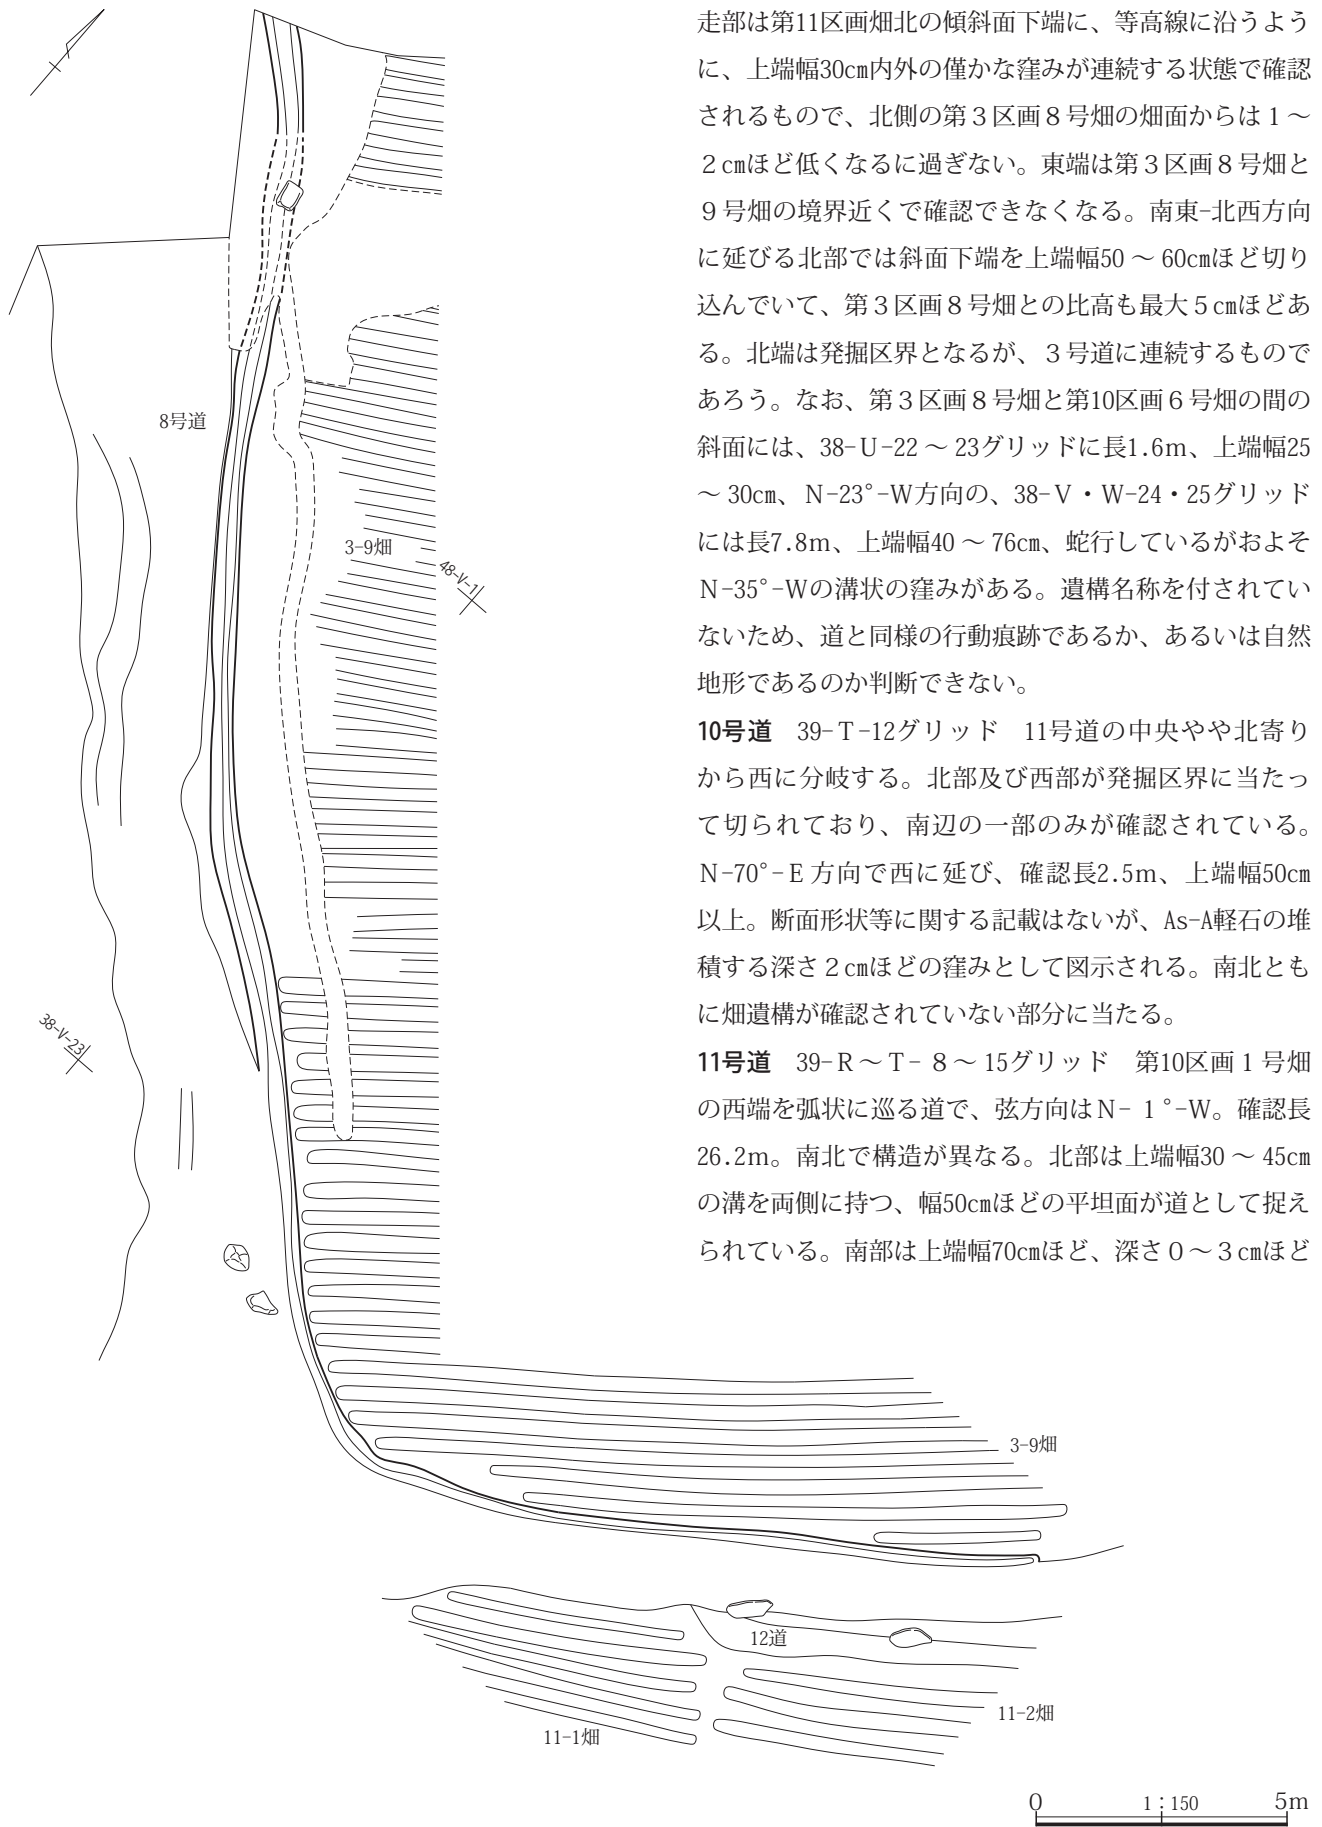 走部は第11区画畑北の傾斜面下端に、等高線に沿うよう
に、上端幅30㎝内外の僅かな窪みが連続する状態で確認
されるもので、北側の第３区画８号畑の畑面からは１～
２㎝ほど低くなるに過ぎない。東端は第３区画８号畑と
９号畑の境界近くで確認できなくなる。南東-北西方向
に延びる北部では斜面下端を上端幅50～60㎝ほど切り
込んでいて、第３区画８号畑との比高も最大５㎝ほどあ
る。北端は発掘区界となるが、３号道に連続するもので
あろう。なお、第３区画８号畑と第10区画６号畑の間の
斜面には、38-Ｕ-22～23グリッドに長1.6ｍ、上端幅25
～30㎝、Ｎ-23°-Ｗ方向の、38-Ｖ・Ｗ-24・25グリッド
には長7.8ｍ、上端幅40～76㎝、蛇行しているがおよそ
Ｎ-35°-Ｗの溝状の窪みがある。遺構名称を付されてい
ないため、道と同様の行動痕跡であるか、あるいは自然
地形であるのか判断できない。
10号道　39-Ｔ-12グリッド　11号道の中央やや北寄り
から西に分岐する。北部及び西部が発掘区界に当たっ
て切られており、南辺の一部のみが確認されている。
Ｎ-70°-Ｅ方向で西に延び、確認長2.5ｍ、上端幅50㎝
以上。断面形状等に関する記載はないが、As-A軽石の堆
積する深さ２㎝ほどの窪みとして図示される。南北とも
に畑遺構が確認されていない部分に当たる。
11号道　39-Ｒ～Ｔ-８～15グリッド　第10区画１号畑
の西端を弧状に巡る道で、弦方向はＮ-１°-Ｗ。確認長
26.2ｍ。南北で構造が異なる。北部は上端幅30～45㎝
の溝を両側に持つ、幅50㎝ほどの平坦面が道として捉え
られている。南部は上端幅70㎝ほど、深さ０～３㎝ほど
8号道
3-9畑
48-V-1
38-V-23
3-9畑
12道
11-2畑
11-1畑
0　1：150　5m